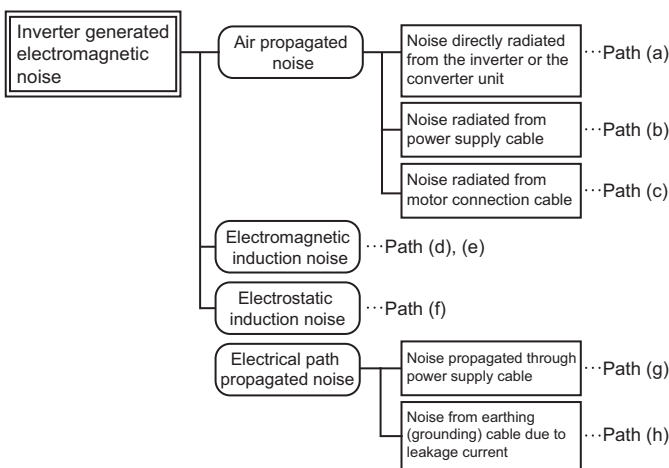 Inverter generated
electromagnetic
noise
Air propagated
noise
Noise directly radiated
from the inverter or the
converter unit
···Path (a)
Noise radiated from
power supply cable
···Path (b)
Noise radiated from
motor connection cable
···Path (c)
Electromagnetic
induction noise
···Path (d), (e)
Electrostatic
induction noise
···Path (f)
Electrical path
propagated noise
Noise propagated through
power supply cable
···Path (g)
Noise from earthing
(grounding) cable due to
leakage current
···Path (h)